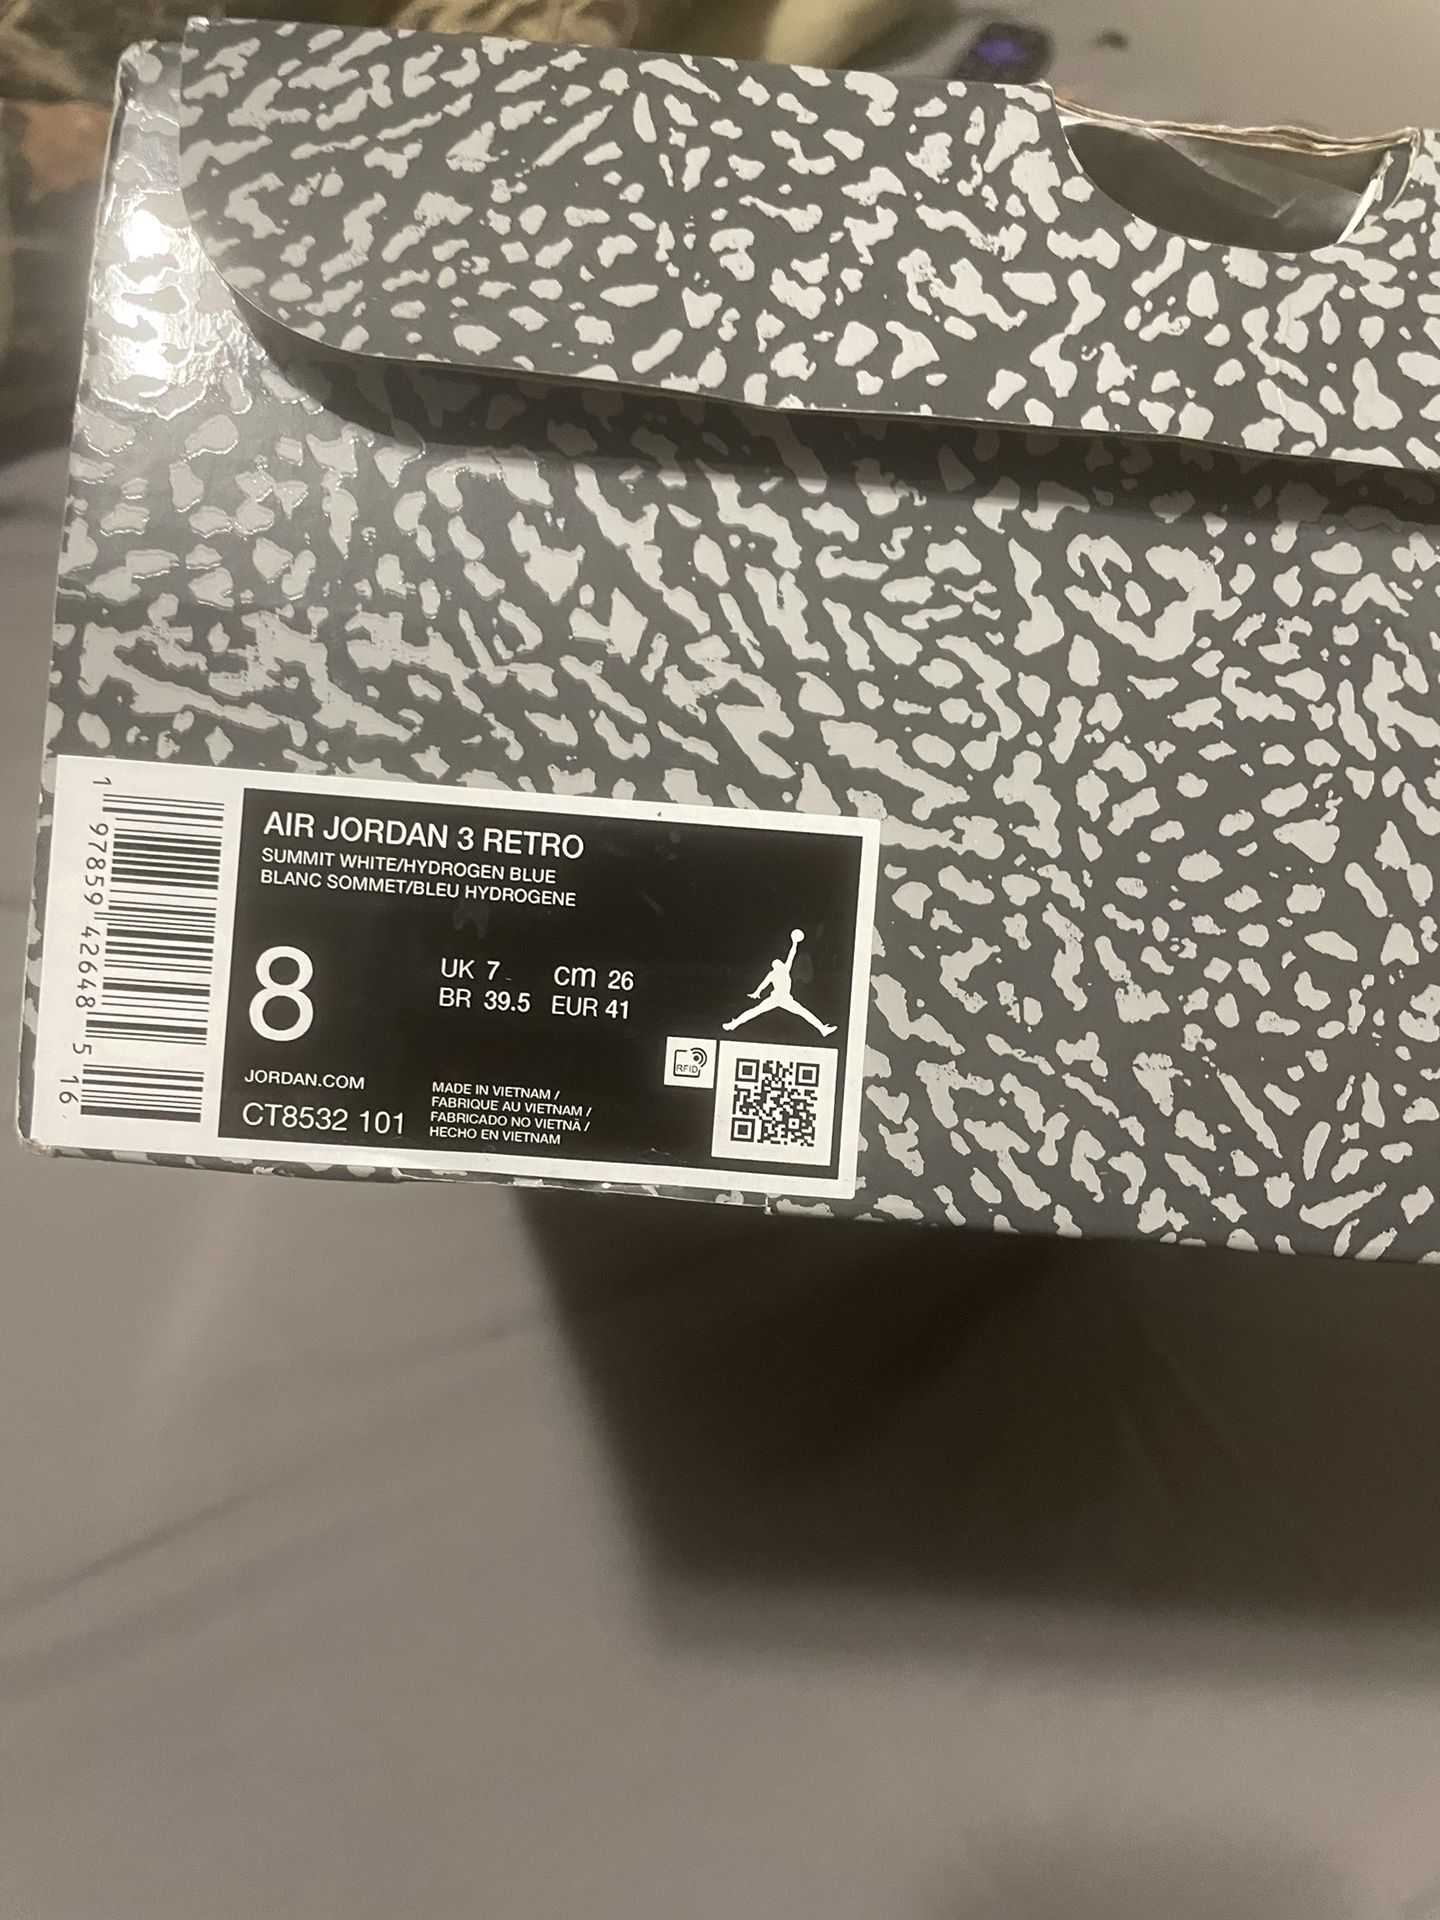 AIR JORDAN 3 RETRO
SUMMIT WHITE/HYDROGEN BLUE
BLANC SOMMET/BLEU HYDROGENE
8
UK 7 cm 26
BR 39.5 EUR 41
JORDAN.COM
CT8532 101
MADE IN VIETNAM /
FABRIQUE AU VIETNAM /
FABRICADO NO VIETNÃ /
HECHO EN VIETNAM
RFID
1 97859 42648 5 16